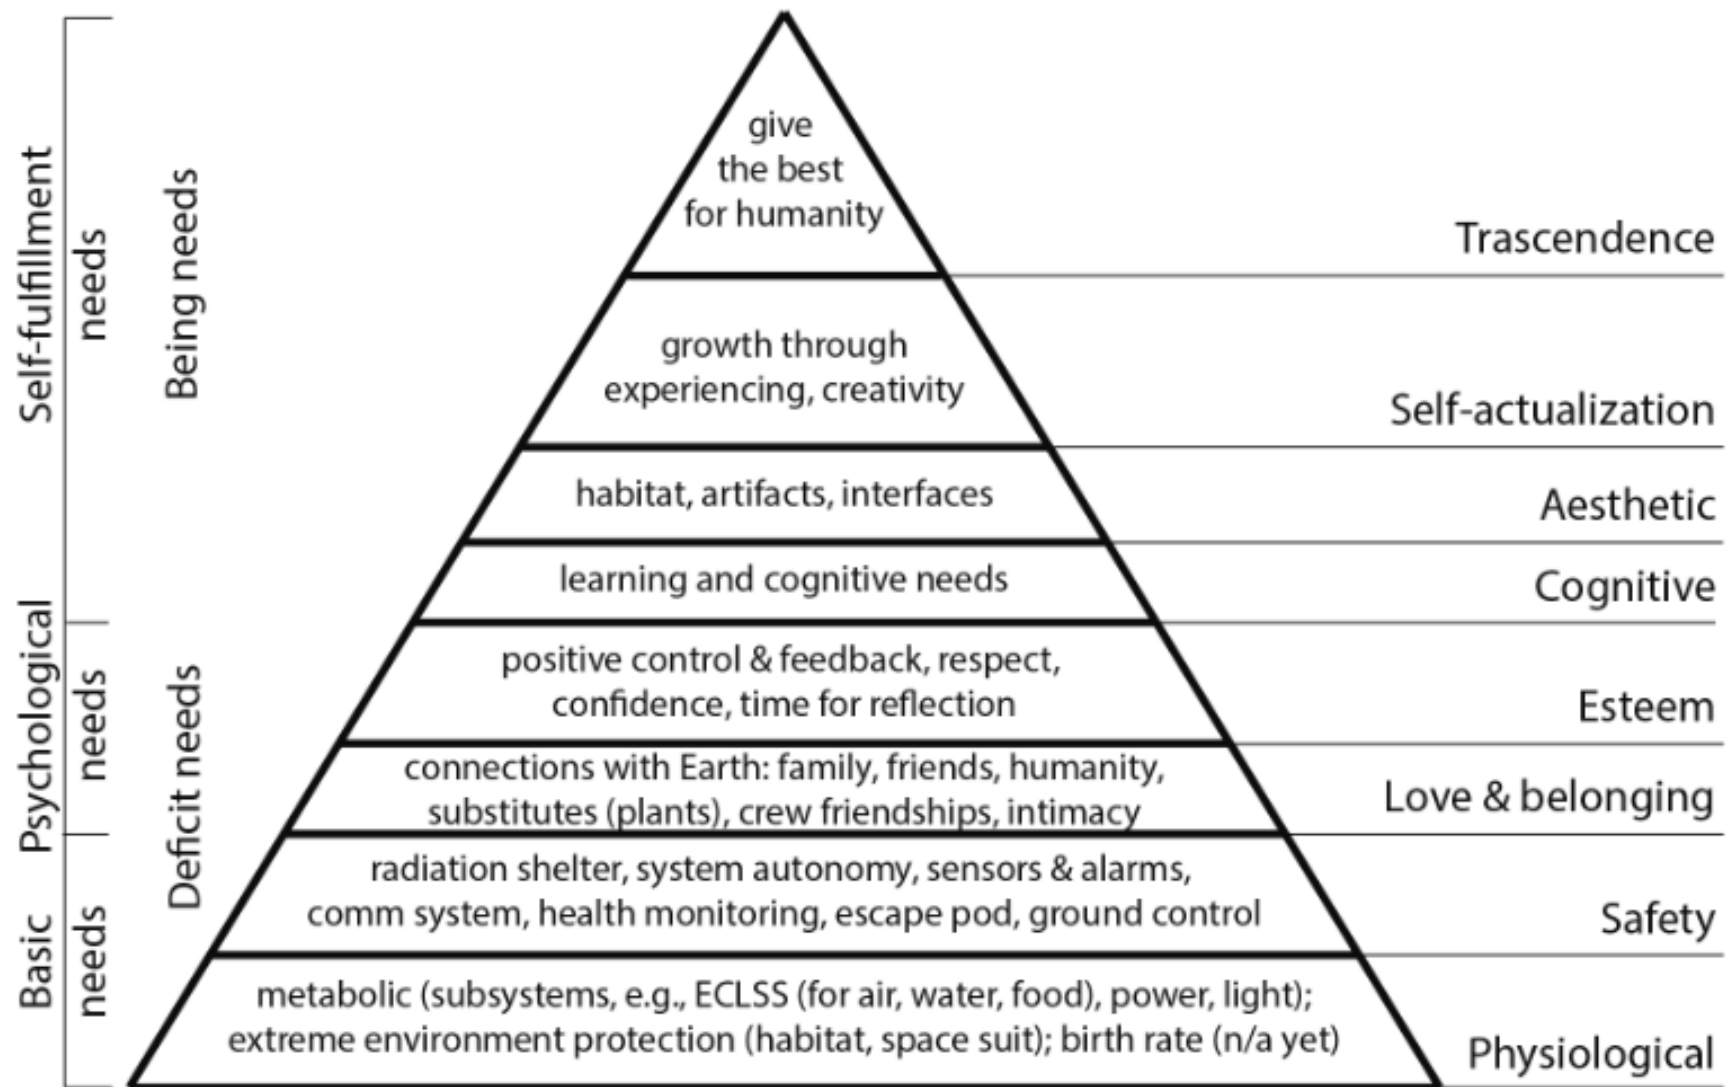 give
the best
for humanity
Trascendence
growth through
experiencing, creativity
Self-actualization
habitat, artifacts, interfaces
Aesthetic
learning and cognitive needs
Cognitive
positive control & feedback, respect,
confidence, time for reflection
Esteem
connections with Earth: family, friends, humanity,
substitutes (plants), crew friendships, intimacy
Love & belonging
radiation shelter, system autonomy, sensors & alarms,
comm system, health monitoring, escape pod, ground control
Safety
metabolic (subsystems, e.g., ECLSS (for air, water, food), power, light);
extreme environment protection (habitat, space suit); birth rate (n/a yet)
Physiological
Self-fulfillment
needs
Being needs
Psychological
needs
Deficit needs
Basic
needs